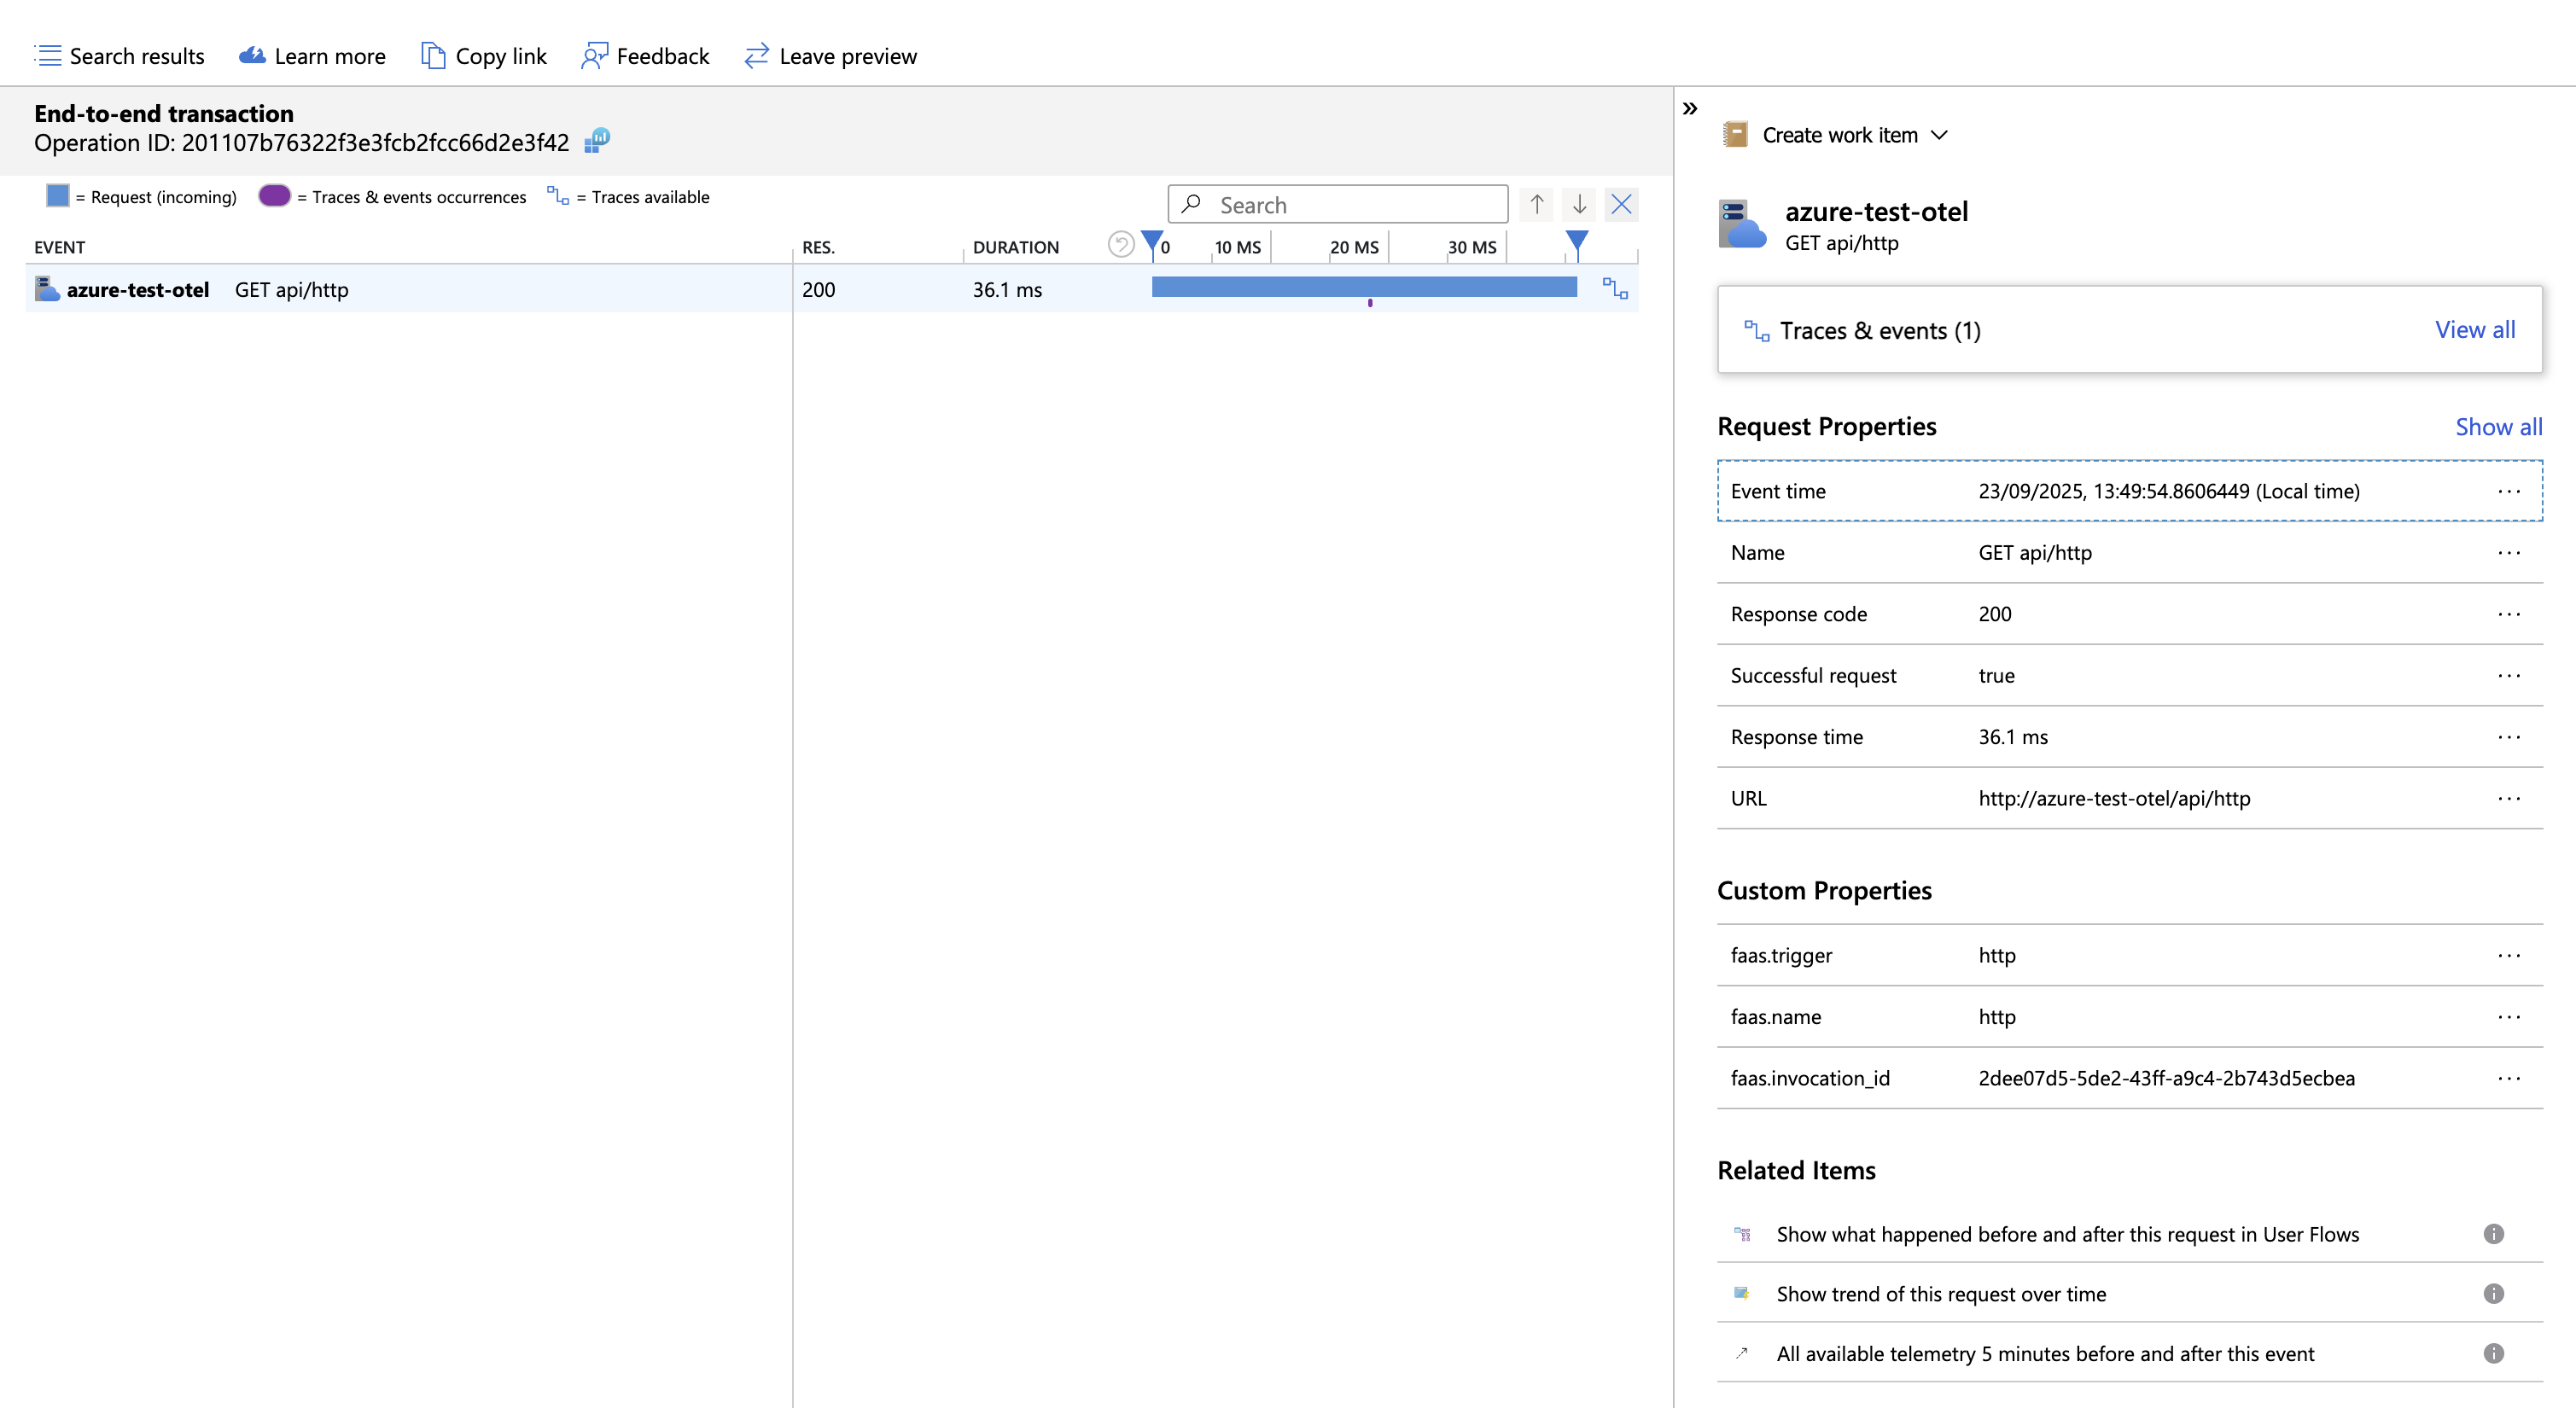 Search results
Learn more
Copy link
Feedback
Leave preview
End-to-end transaction
Operation ID: 201107b76322f3e3fcb2fcc66d2e3f42
= Request (incoming)
= Traces & events occurrences
= Traces available
Search
EVENT
RES.
DURATION
0
10 MS
20 MS
30 MS
azure-test-otel
GET api/http
200
36.1 ms
Create work item
azure-test-otel
GET api/http
Traces & events (1)
View all
Request Properties
Show all
Event time
23/09/2025, 13:49:54.8606449 (Local time)
Name
GET api/http
Response code
200
Successful request
true
Response time
36.1 ms
URL
http://azure-test-otel/api/http
Custom Properties
faas.trigger
http
faas.name
http
faas.invocation_id
2dee07d5-5de2-43ff-a9c4-2b743d5ecbea
Related Items
Show what happened before and after this request in User Flows
Show trend of this request over time
All available telemetry 5 minutes before and after this event